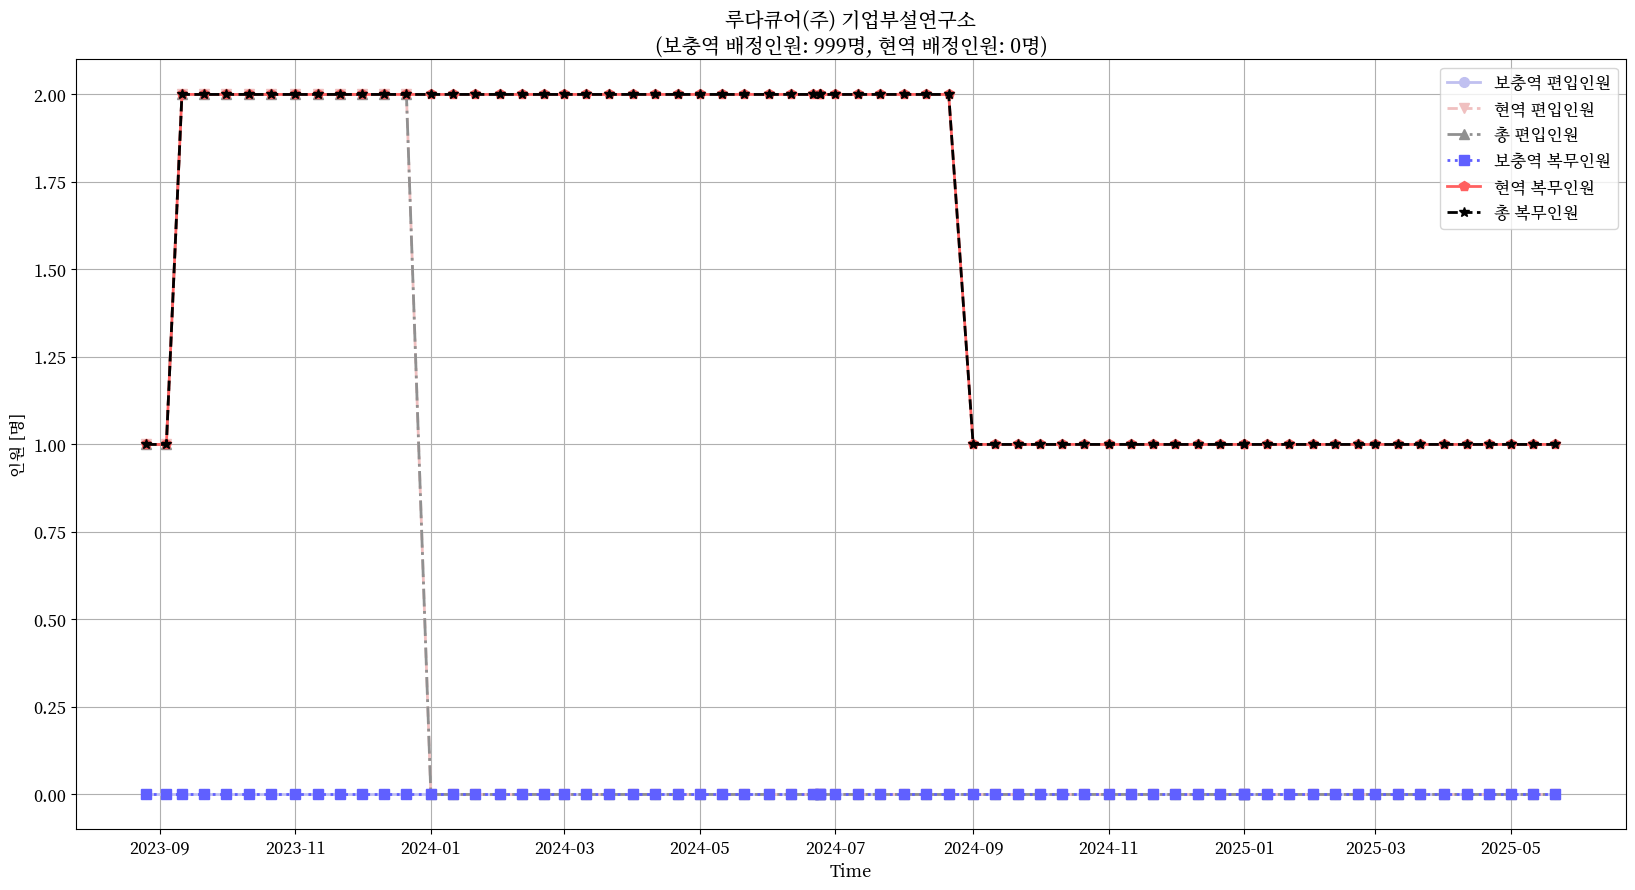 루다큐어(주) 기업부설연구소
(보충역 배정인원: 999명, 현역 배정인원: 0명)
보충역 편입인원
현역 편입인원
총 편입인원
보충역 복무인원
현역 복무인원
총 복무인원
2.00
1.75
1.50
1.25
1.00
0.75
0.50
0.25
0.00
인원 [명]
2023-09 2023-11 2024-01 2024-03 2024-05 2024-07 2024-09 2024-11 2025-01 2025-03 2025-05
Time